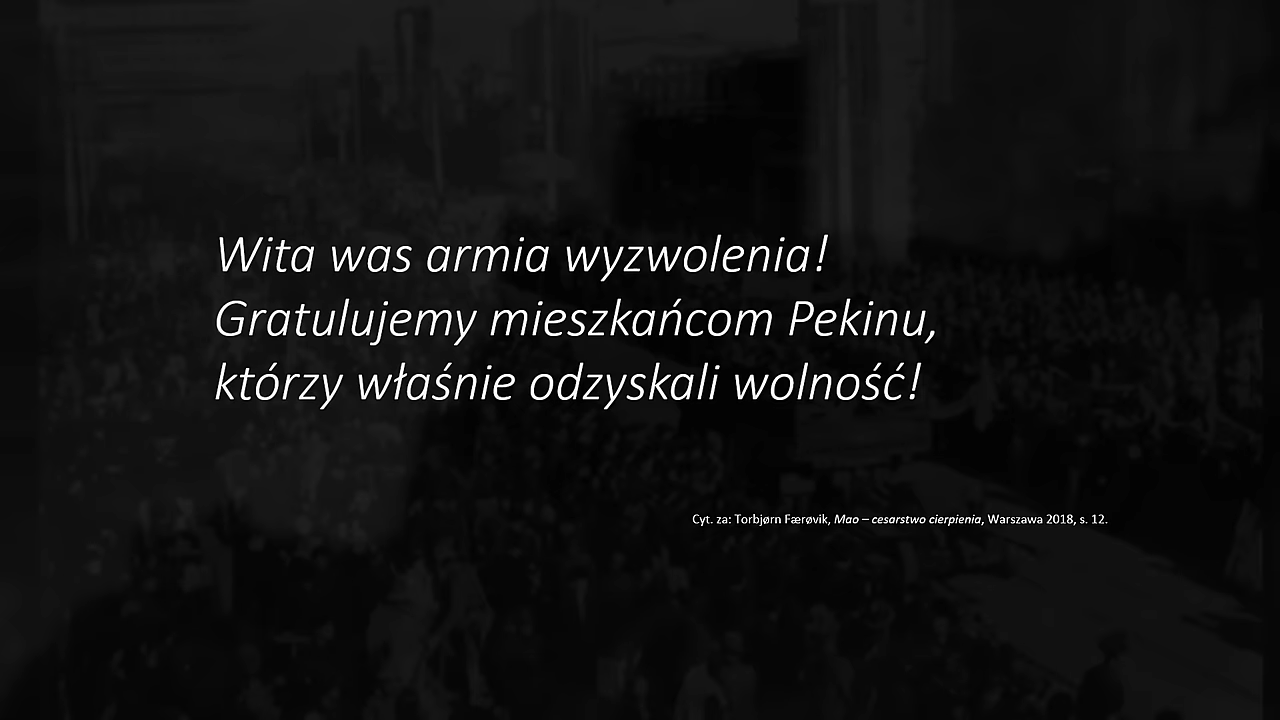 Wita was armia wyzwolenia!
Gratulujemy mieszkańcom Pekinu,
którzy właśnie odzyskali wolność!
Cyt. za: Torbjørn Færøvik, Mao – cesarstwo cierpienia, Warszawa 2018, s. 12.